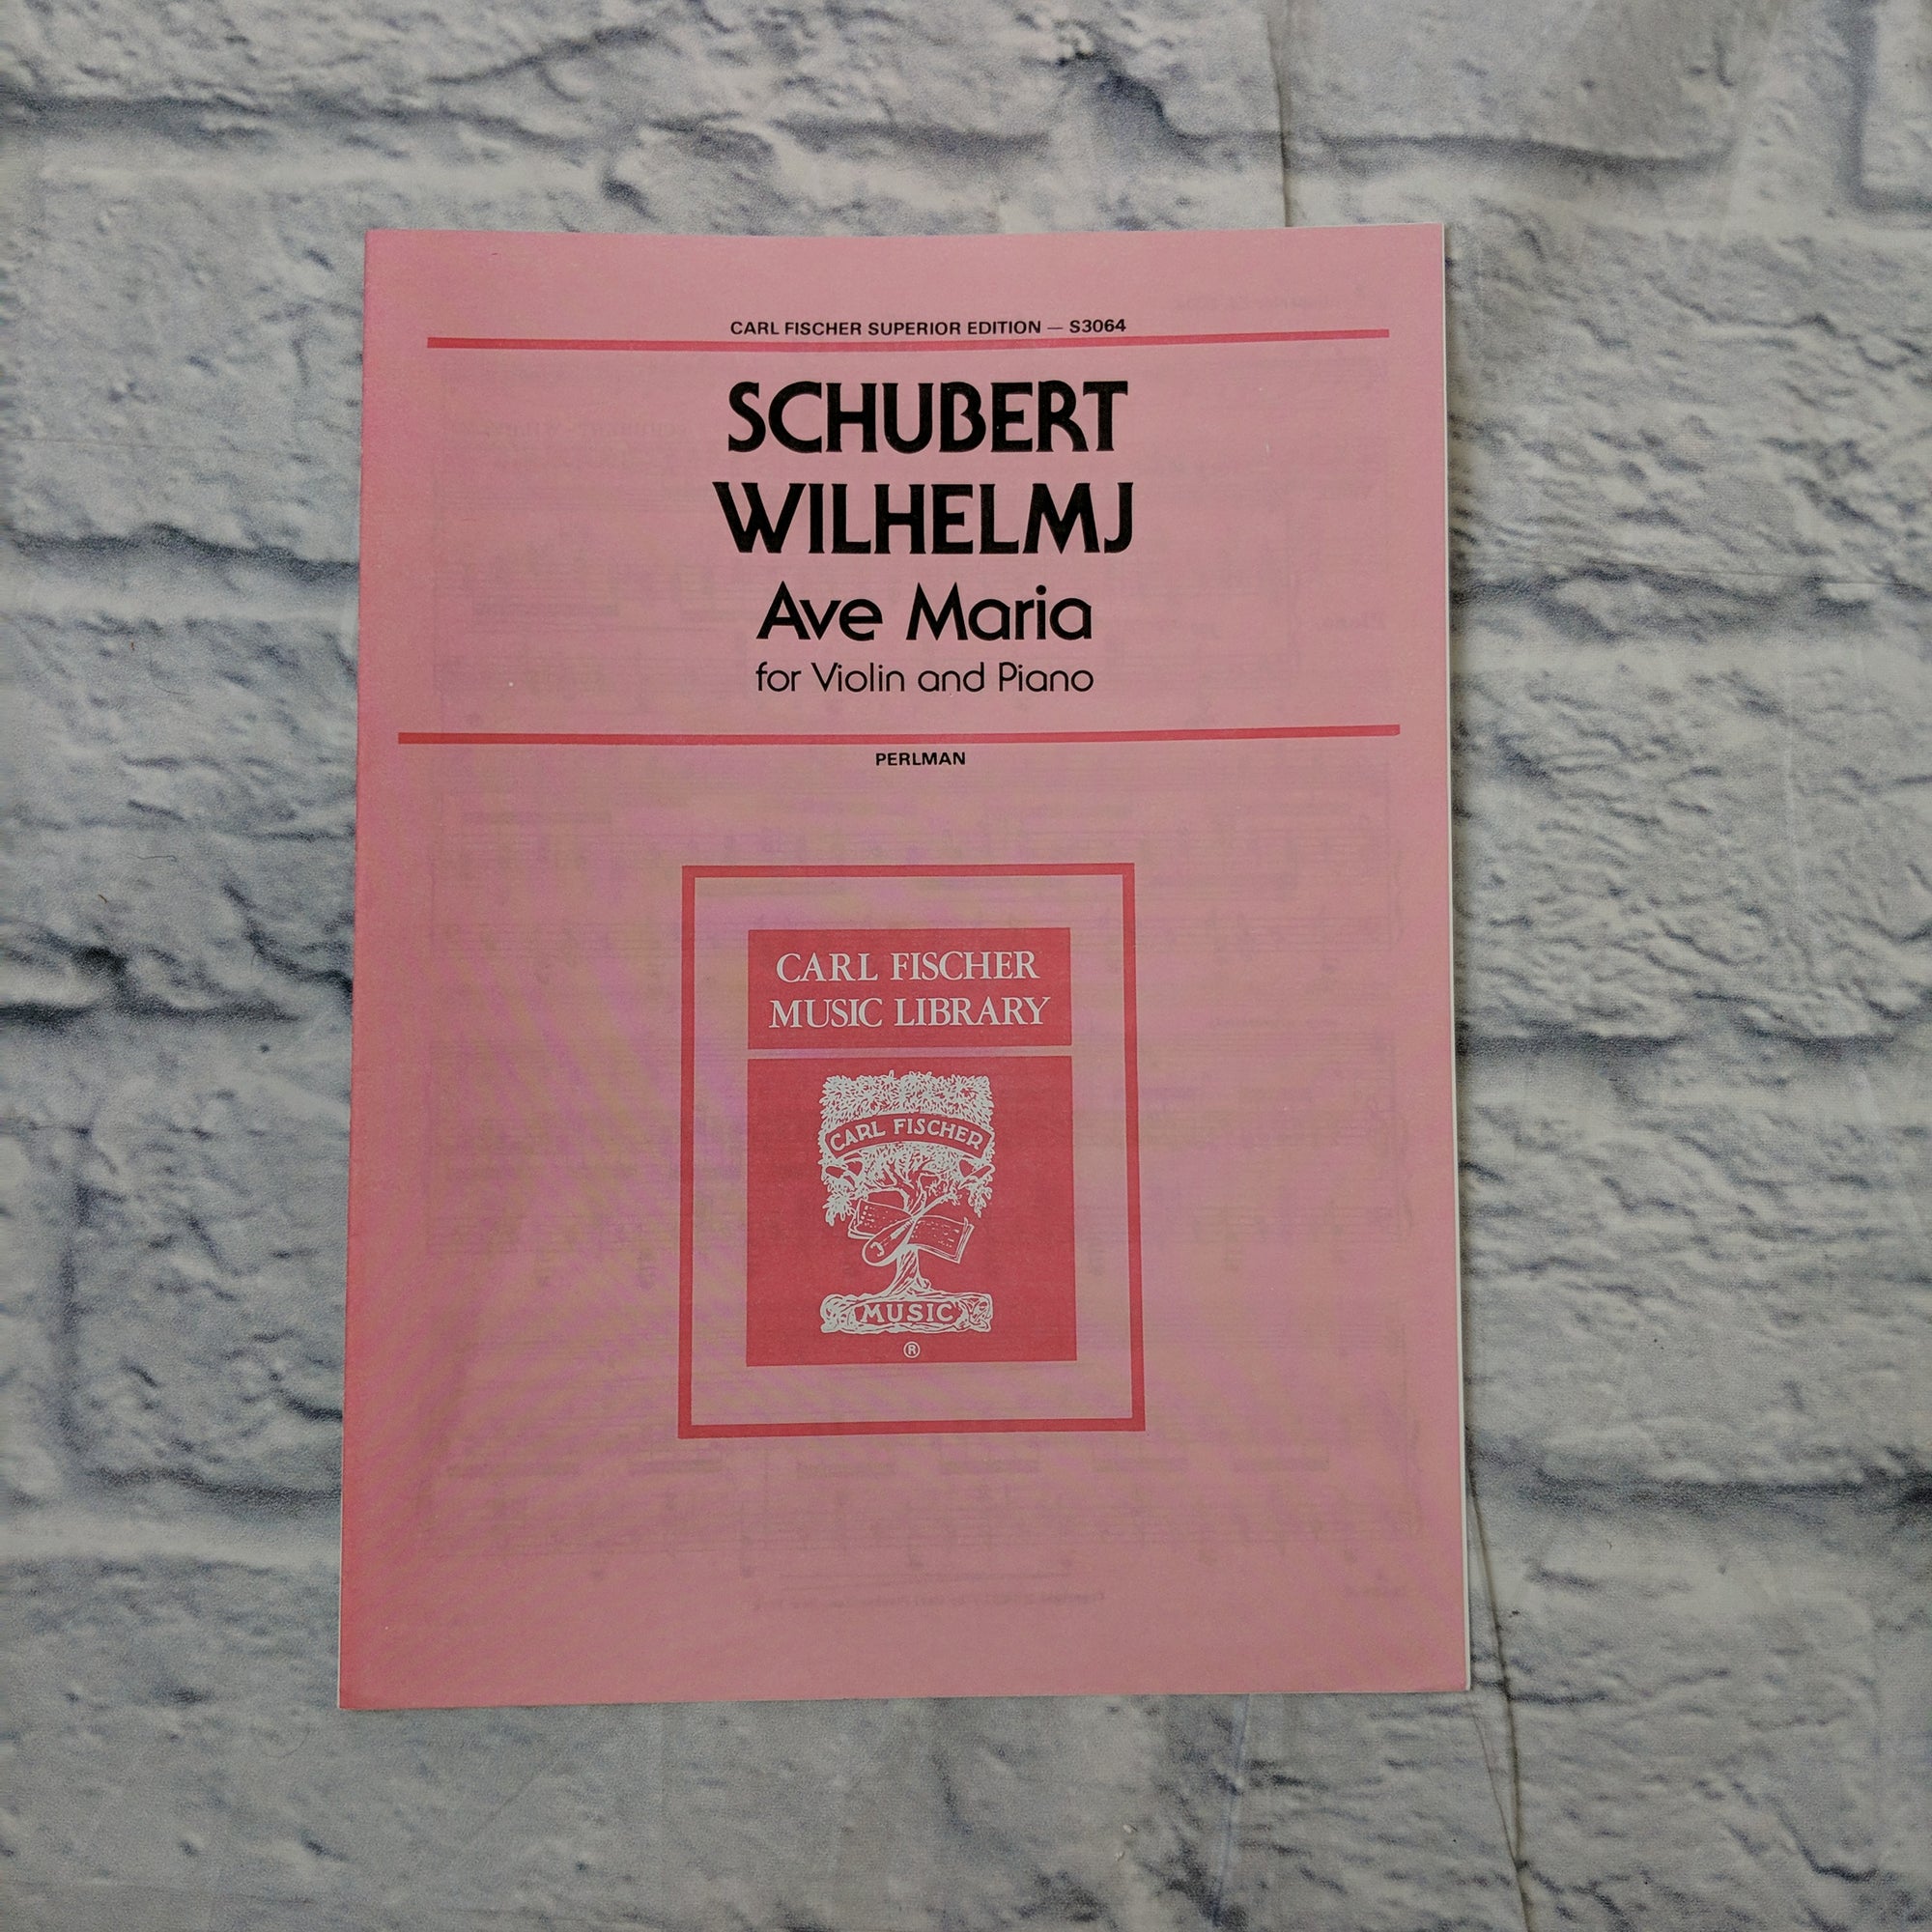 CARL FISCHER SUPERIOR EDITION — S3064
SCHUBERT
WILHELMJ
Ave Maria
for Violin and Piano
PERLMAN
CARL FISCHER
MUSIC LIBRARY
CARL FISCHER
MUSIC
®